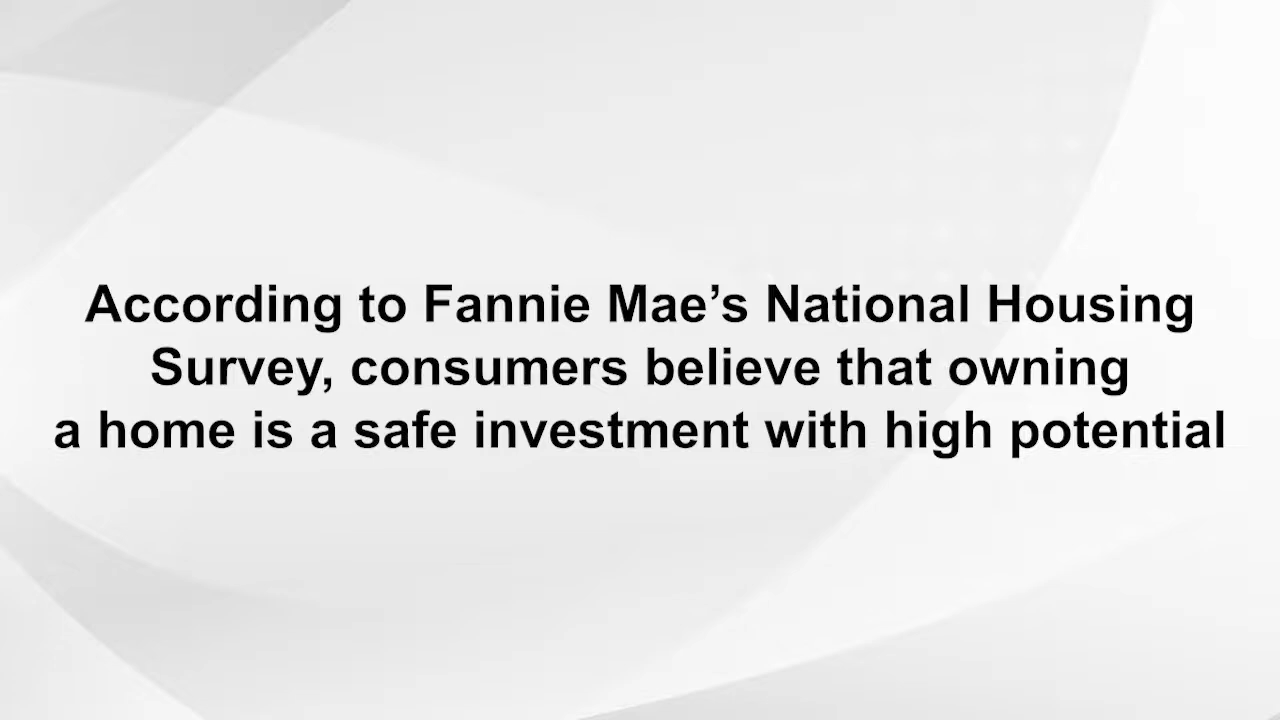 According to Fannie Mae’s National Housing
Survey, consumers believe that owning
a home is a safe investment with high potential